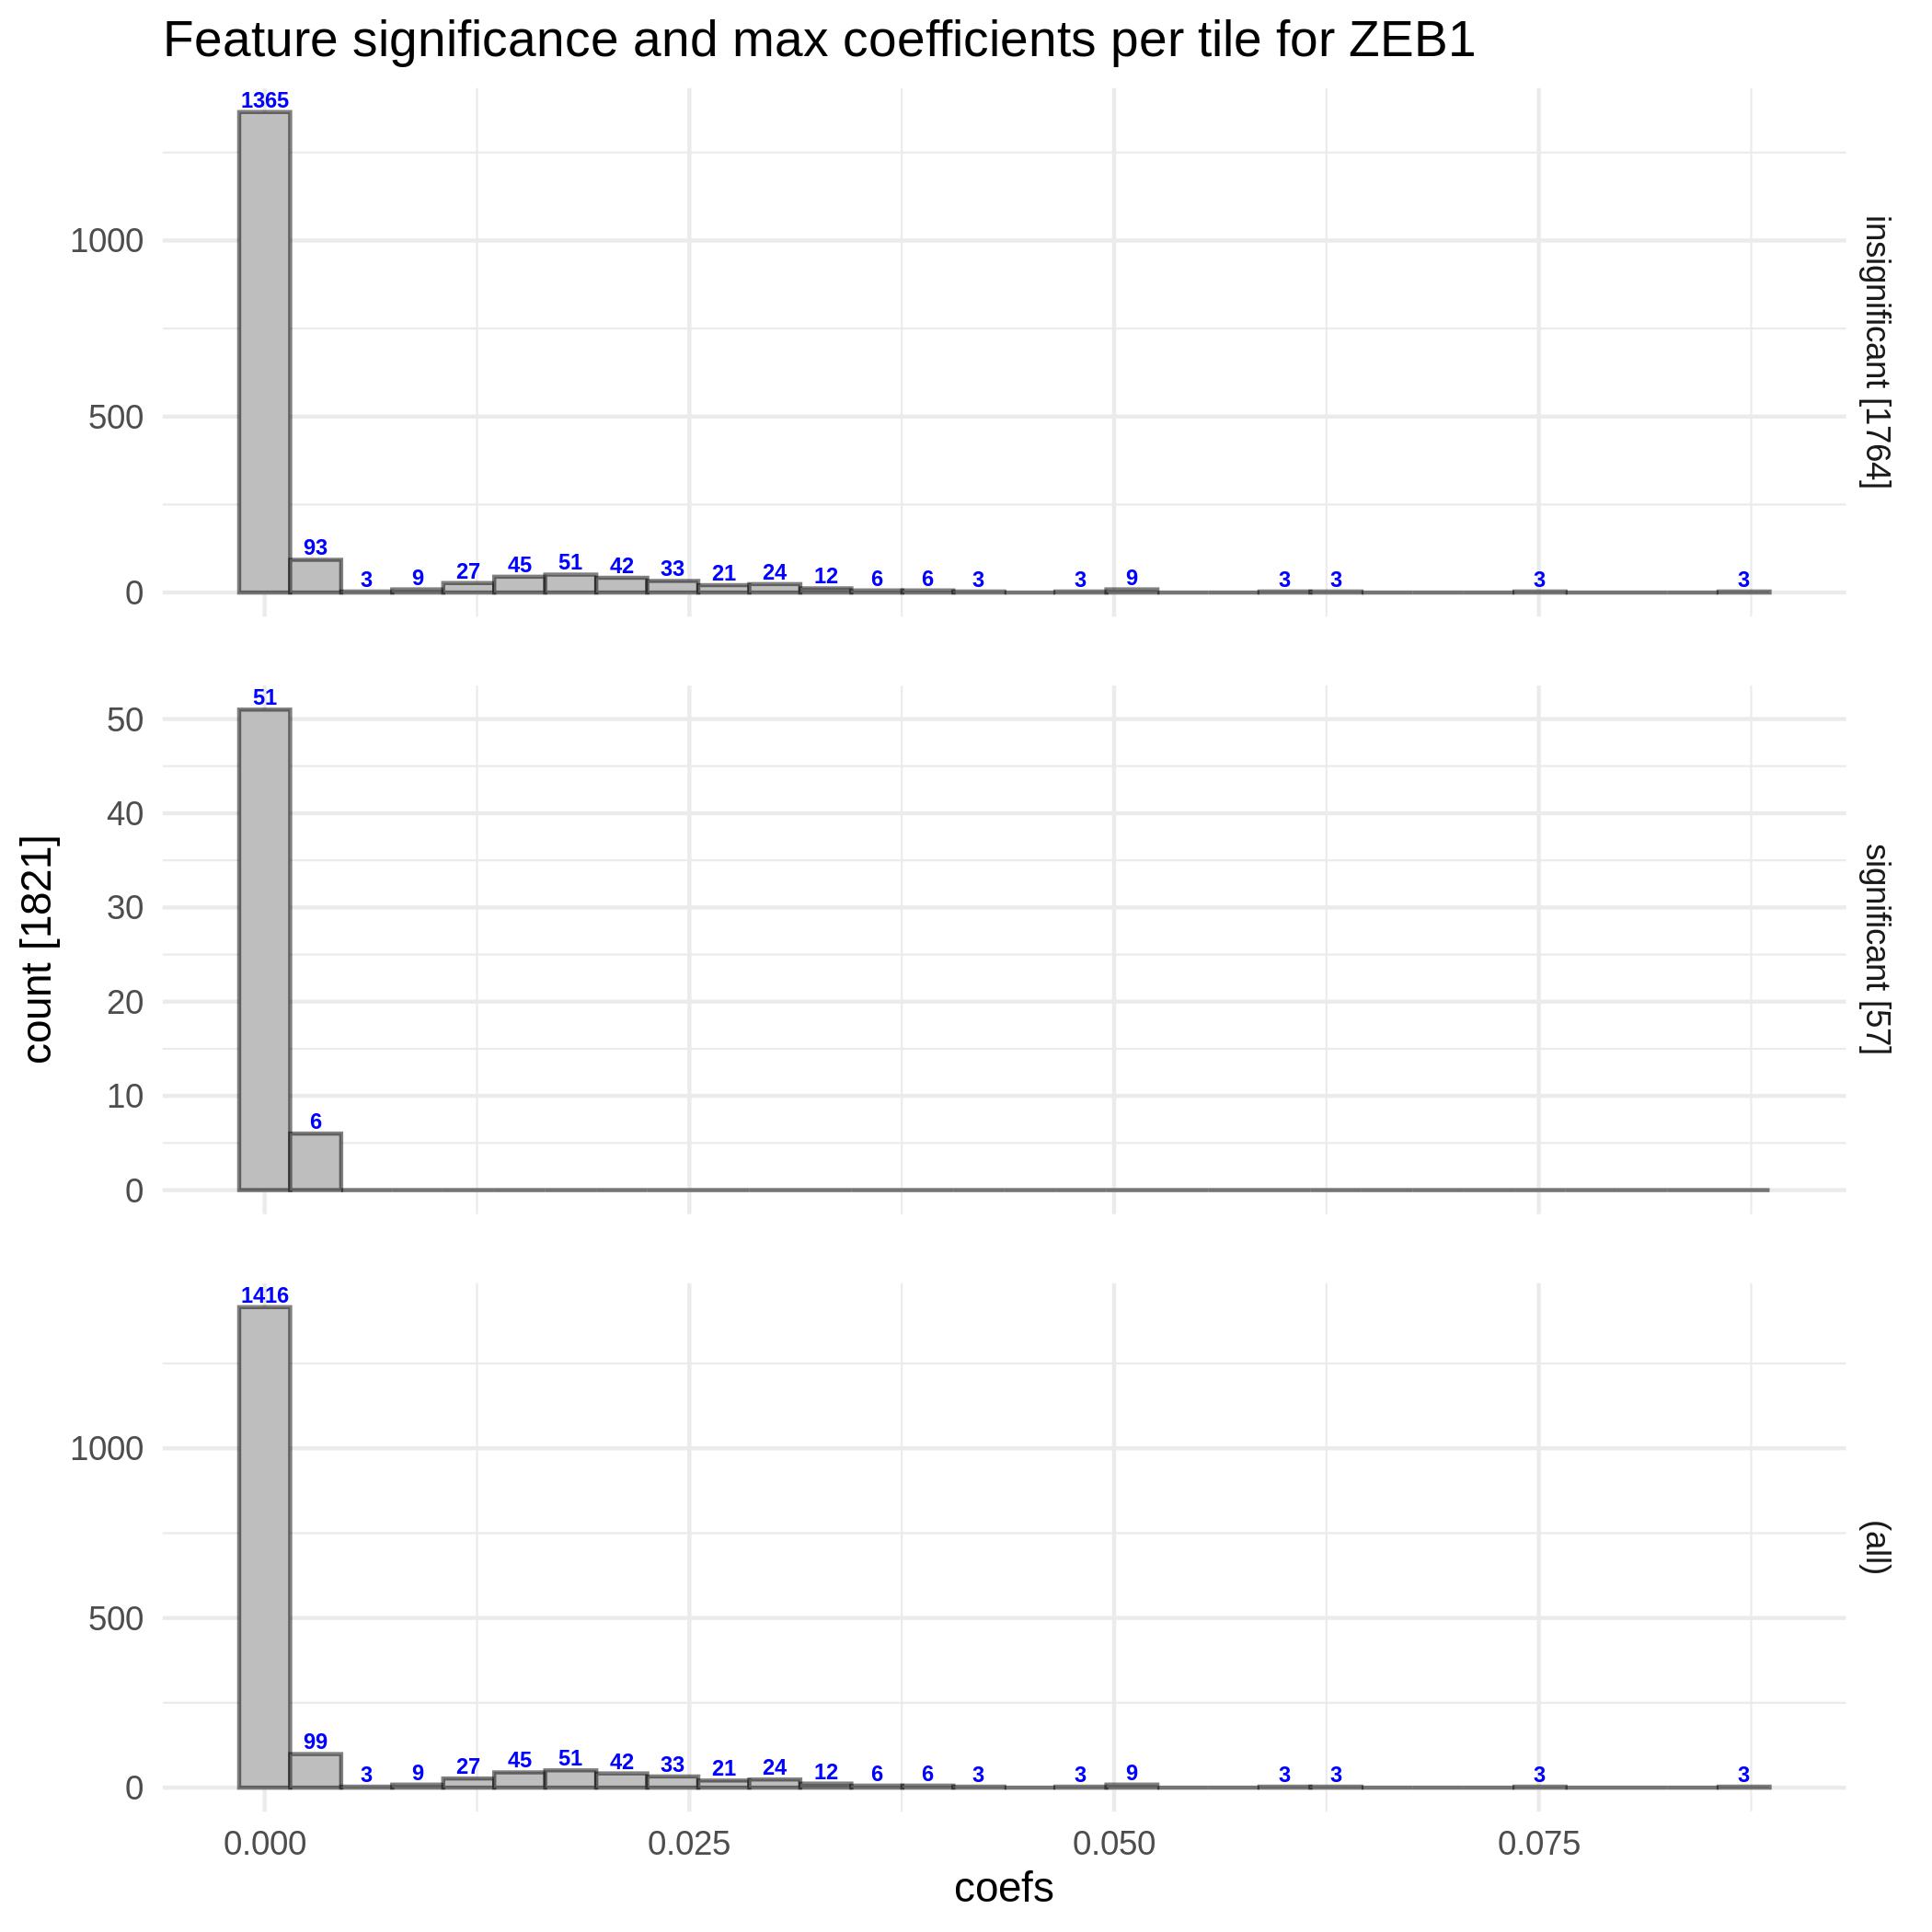 Feature significance and max coefficients per tile for ZEB1
count [1821]
1365
93 3 9 27 45 51 42 33 21 24 12 6 6 3 3 9 3 3 3 3
1000
500
0
insignificant [1764]
51
6
50
40
30
20
10
0
significant [57]
1416
99 3 9 27 45 51 42 33 21 24 12 6 6 3 3 9 3 3 3 3
1000
500
0
(all)
0.000 0.025 0.050 0.075
coefs